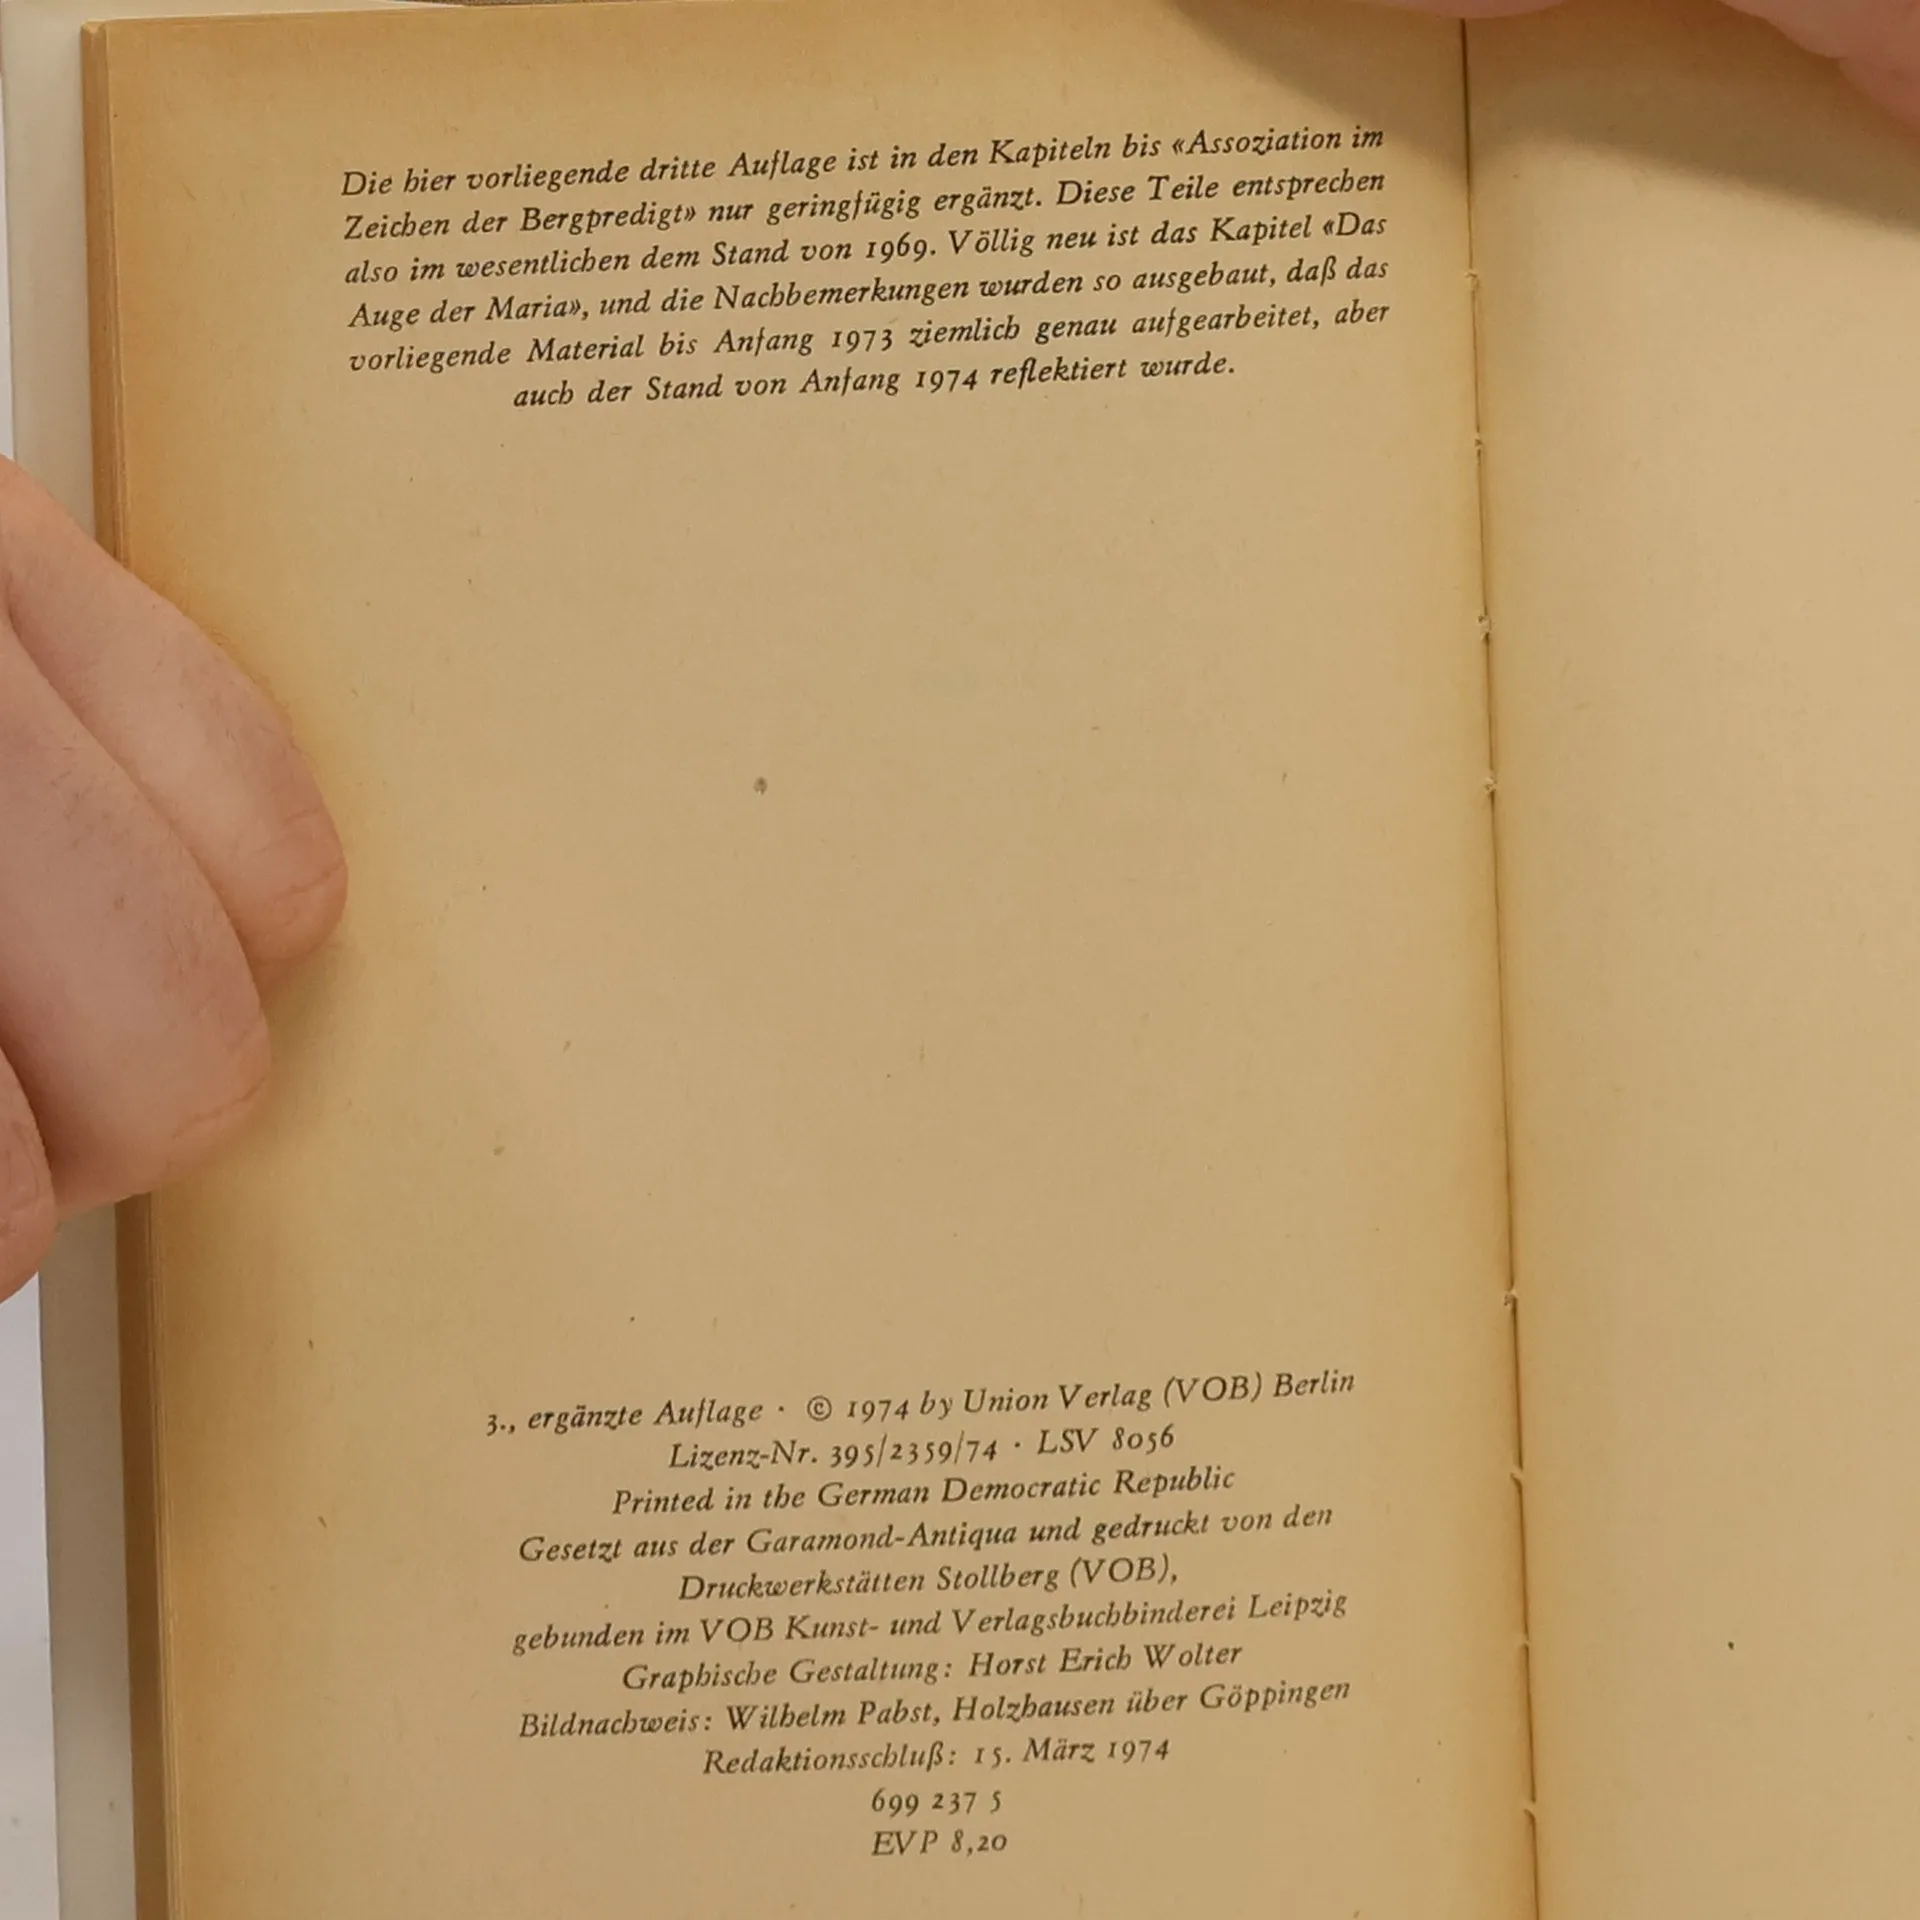 Die hier vorliegende dritte Auflage ist in den Kapiteln bis «Assoziation im
Zeichen der Bergpredigt» nur geringfügig ergänzt. Diese Teile entsprechen
also im wesentlichen dem Stand von 1969. Völlig neu ist das Kapitel «Das
Auge der Maria», und die Nachbemerkungen wurden so ausgebaut, daß das
vorliegende Material bis Anfang 1973 ziemlich genau aufgearbeitet, aber
auch der Stand von Anfang 1974 reflektiert wurde.
3., ergänzte Auflage · © 1974 by Union Verlag (VOB) Berlin
Lizenz-Nr. 395/2359/74 · LSV 8056
Printed in the German Democratic Republic
Gesetzt aus der Garamond-Antiqua und gedruckt von den
Druckwerkstätten Stollberg (VOB),
gebunden im VOB Kunst- und Verlagsbuchbinderei Leipzig
Graphische Gestaltung: Horst Erich Wolter
Bildnachweis: Wilhelm Pabst, Holzhausen über Göppingen
Redaktionsschluß: 15. März 1974
699 237 5
EVP 8,20